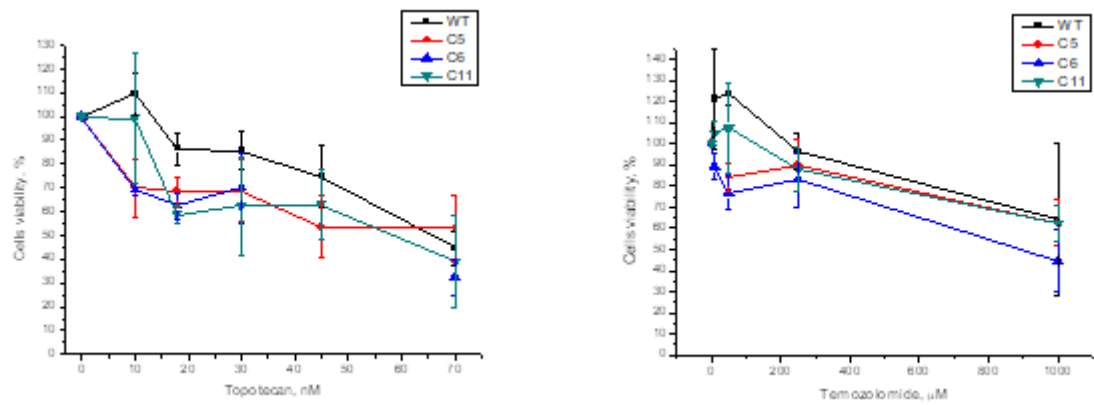 WT
C5
C6
C11
130
120
110
100
90
80
70
60
50
40
30
20
10
0
Cells viability, %
0 10 20 30 40 50 60 70
Topotecan, nM
WT
C5
C6
C11
140
130
120
110
100
90
80
70
60
50
40
30
20
10
0
Cells viability, %
0 200 400 600 800 1000
Temozolomide, μM